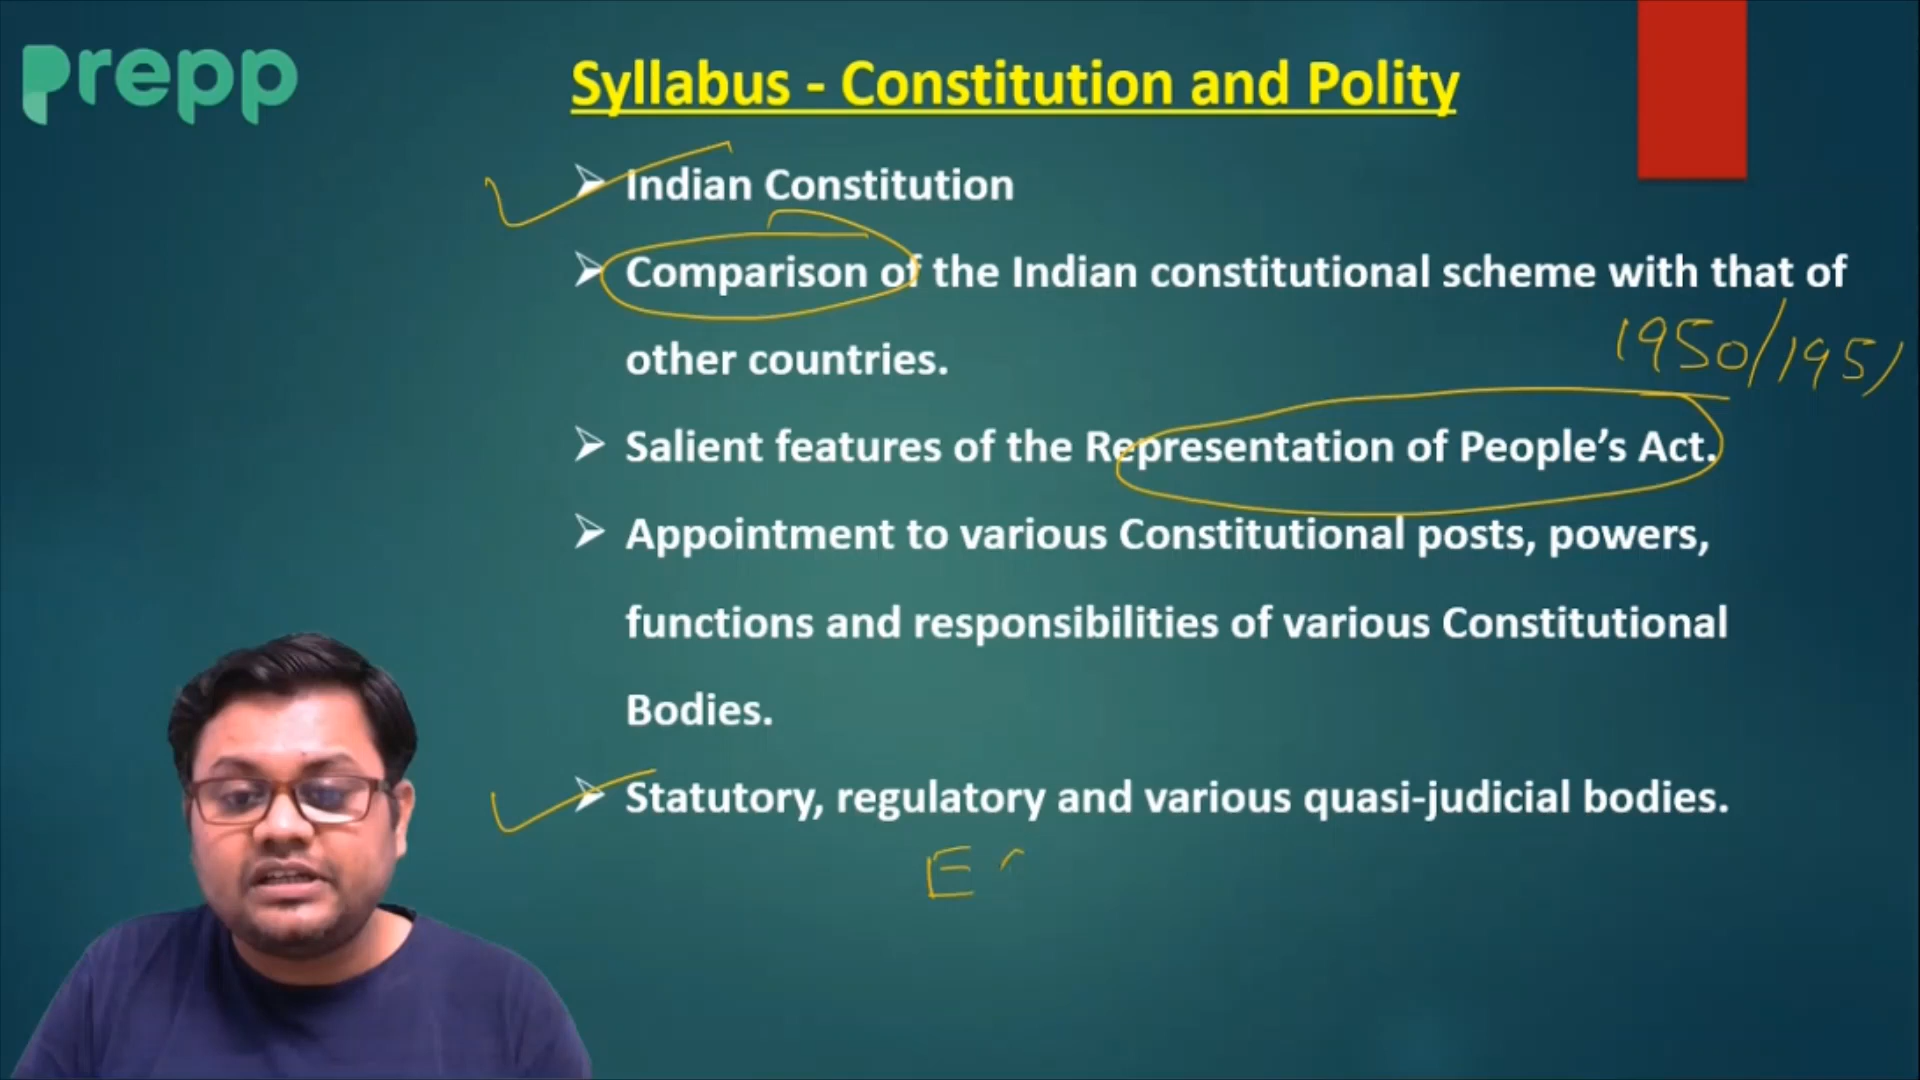 prepp
Syllabus - Constitution and Polity
➢ Indian Constitution
➢ Comparison of the Indian constitutional scheme with that of
other countries.
1950/1951
➢ Salient features of the Representation of People’s Act.
➢ Appointment to various Constitutional posts, powers,
functions and responsibilities of various Constitutional
Bodies.
➢ Statutory, regulatory and various quasi-judicial bodies.
E